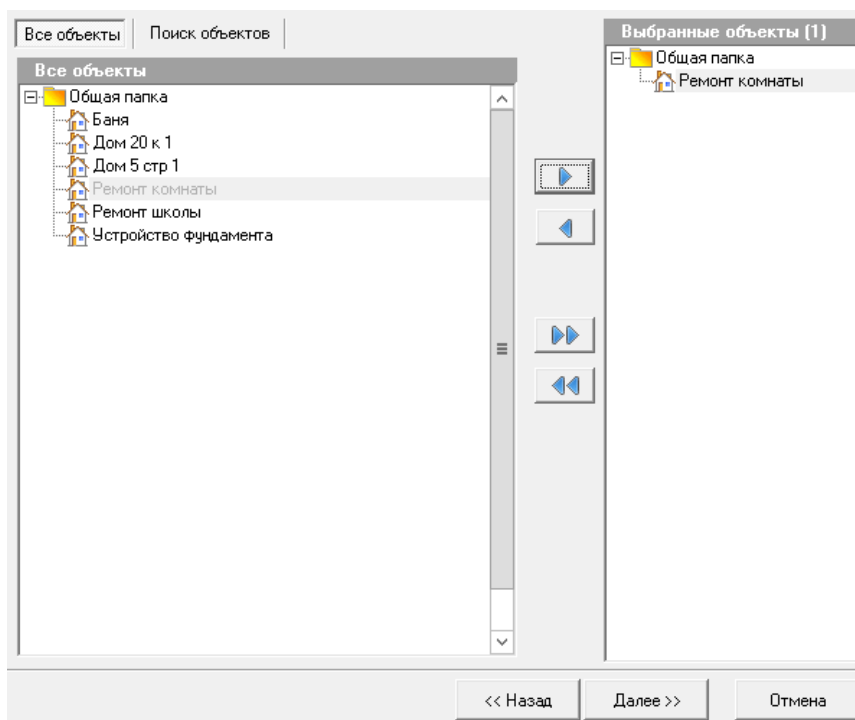 Все объекты
Поиск объектов
Все объекты
Общая папка
Баня
Дом 20 к 1
Дом 5 стр 1
Ремонт комнаты
Ремонт школы
Устройство фундамента
Выбранные объекты (1)
Общая папка
Ремонт комнаты
<< Назад
Далее >>
Отмена